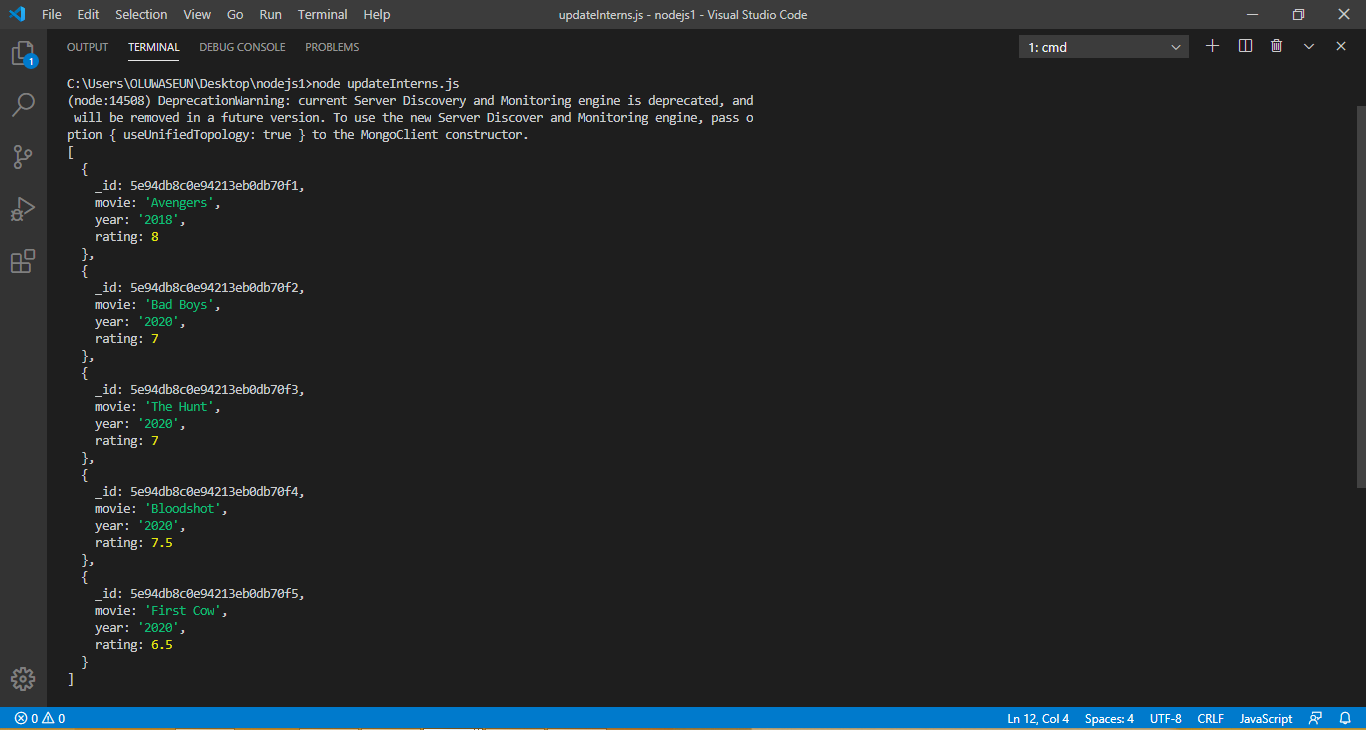 File Edit Selection View Go Run Terminal Help updateInterns.js - nodejs1 - Visual Studio Code
OUTPUT TERMINAL DEBUG CONSOLE PROBLEMS 1: cmd
1
C:\Users\OLUWASEUN\Desktop\nodejs1>node updateInterns.js
(node:14508) DeprecationWarning: current Server Discovery and Monitoring engine is deprecated, and
 will be removed in a future version. To use the new Server Discover and Monitoring engine, pass o
ption { useUnifiedTopology: true } to the MongoClient constructor.
[
  {
    _id: 5e94db8c0e94213eb0db70f1,
    movie: 'Avengers',
    year: '2018',
    rating: 8
  },
  {
    _id: 5e94db8c0e94213eb0db70f2,
    movie: 'Bad Boys',
    year: '2020',
    rating: 7
  },
  {
    _id: 5e94db8c0e94213eb0db70f3,
    movie: 'The Hunt',
    year: '2020',
    rating: 7
  },
  {
    _id: 5e94db8c0e94213eb0db70f4,
    movie: 'Bloodshot',
    year: '2020',
    rating: 7.5
  },
  {
    _id: 5e94db8c0e94213eb0db70f5,
    movie: 'First Cow',
    year: '2020',
    rating: 6.5
  }
]
0 0 Ln 12, Col 4 Spaces: 4 UTF-8 CRLF JavaScript